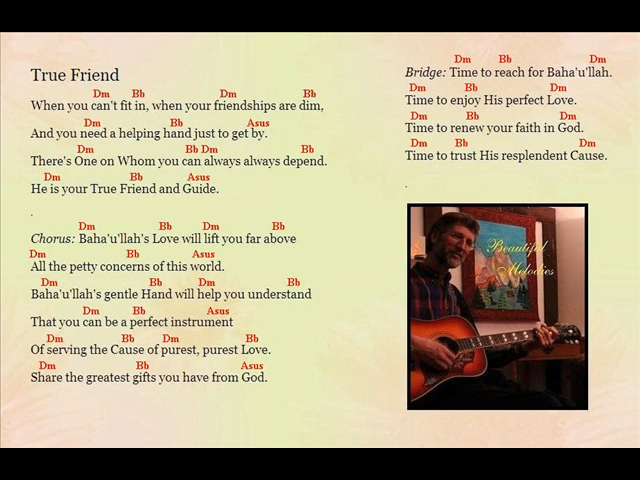 True Friend
Dm Bb Dm Bb
When you can't fit in, when your friendships are dim,
Dm Bb Asus
And you need a helping hand just to get by.
Dm Bb Dm Bb
There's One on Whom you can always always depend.
Dm Bb Asus
He is your True Friend and Guide.
.
Dm Bb Dm Bb
Chorus: Baha'u'llah's Love will lift you far above
Dm Bb Asus
All the petty concerns of this world.
Dm Bb Dm Bb
Baha'u'llah's gentle Hand will help you understand
Dm Bb Asus
That you can be a perfect instrument
Dm Bb Dm Bb
Of serving the Cause of purest, purest Love.
Dm Bb Asus
Share the greatest gifts you have from God.
Dm Bb Dm
Bridge: Time to reach for Baha'u'llah.
Dm Bb Dm
Time to enjoy His perfect Love.
Dm Bb Dm
Time to renew your faith in God.
Dm Bb Dm
Time to trust His resplendent Cause.
.
Beautiful
Melodies